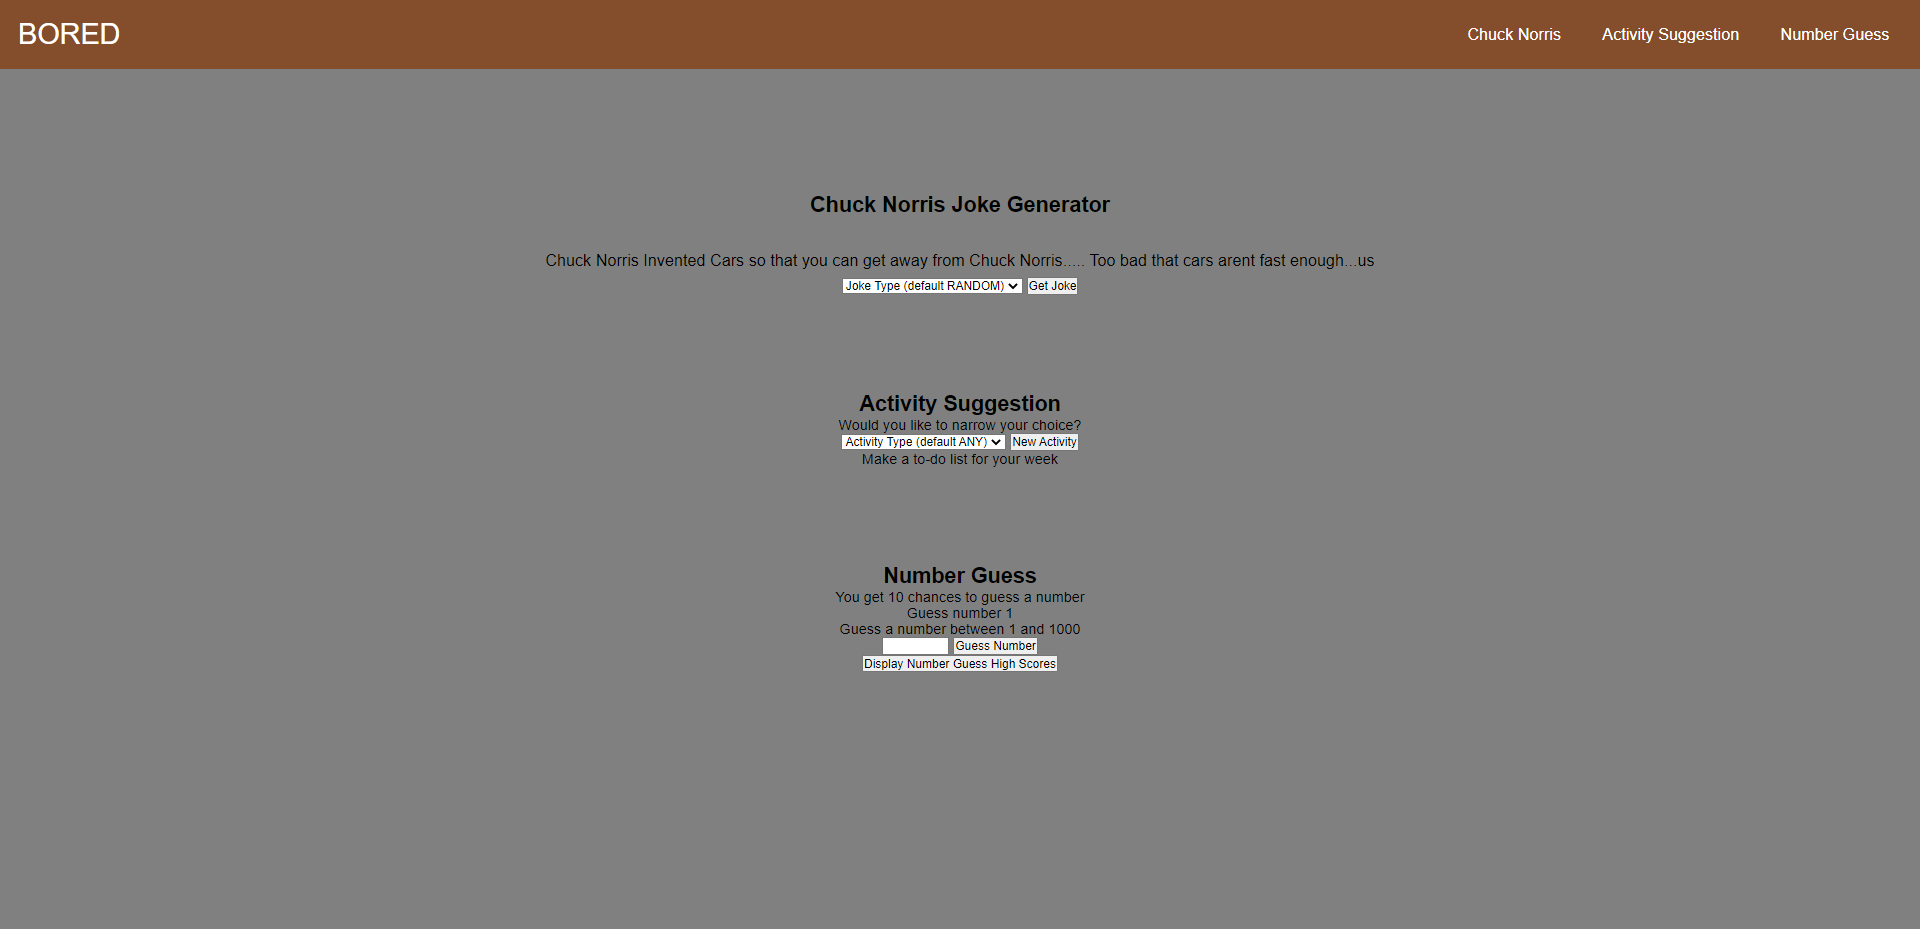 BORED
Chuck Norris
Activity Suggestion
Number Guess
Chuck Norris Joke Generator
Chuck Norris Invented Cars so that you can get away from Chuck Norris..... Too bad that cars arent fast enough...us
Joke Type (default RANDOM) Get Joke
Activity Suggestion
Would you like to narrow your choice?
Activity Type (default ANY) New Activity
Make a to-do list for your week
Number Guess
You get 10 chances to guess a number
Guess number 1
Guess a number between 1 and 1000
Guess Number
Display Number Guess High Scores